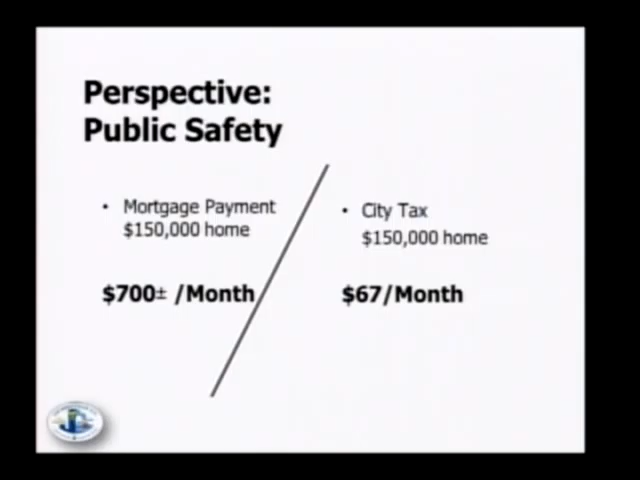 Perspective:
Public Safety
• Mortgage Payment
$150,000 home
$700± /Month
• City Tax
$150,000 home
$67/Month